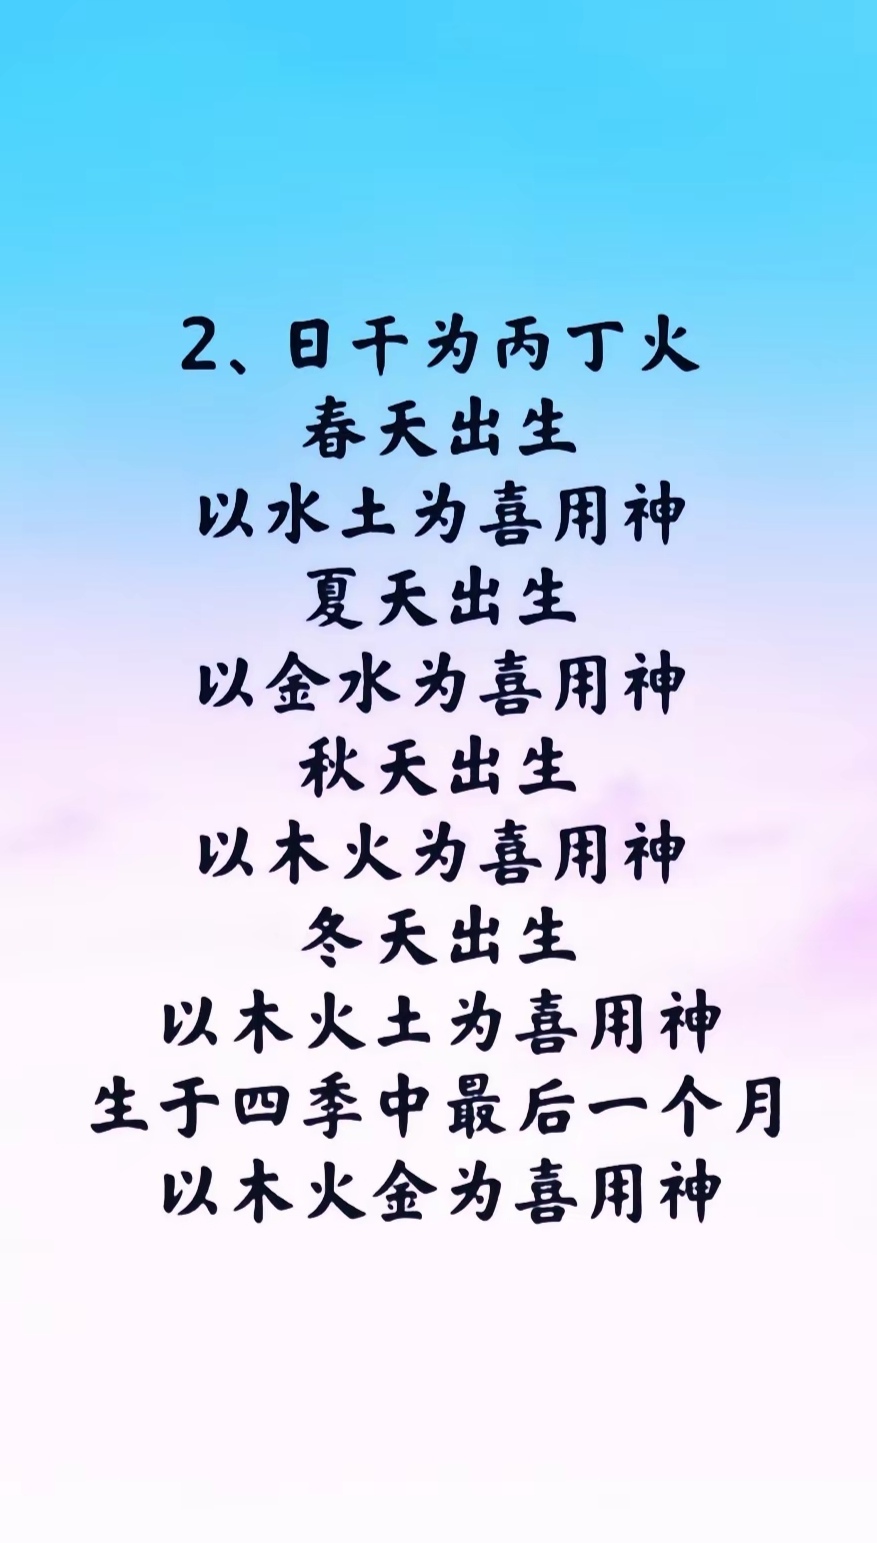 2、日干为丙丁火
春天出生
以水土为喜用神
夏天出生
以金水为喜用神
秋天出生
以木火为喜用神
冬天出生
以木火土为喜用神
生于四季中最后一个月
以木火金为喜用神